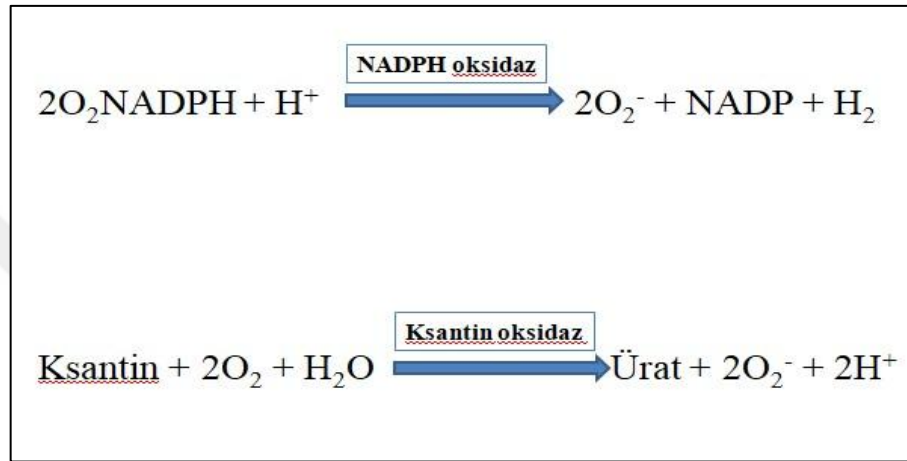 NADPH oksidaz
2O₂NADPH + H⁺ 2O₂⁻ + NADP + H₂
Ksantin oksidaz
Ksantin + 2O₂ + H₂O Ürat + 2O₂⁻ + 2H⁺